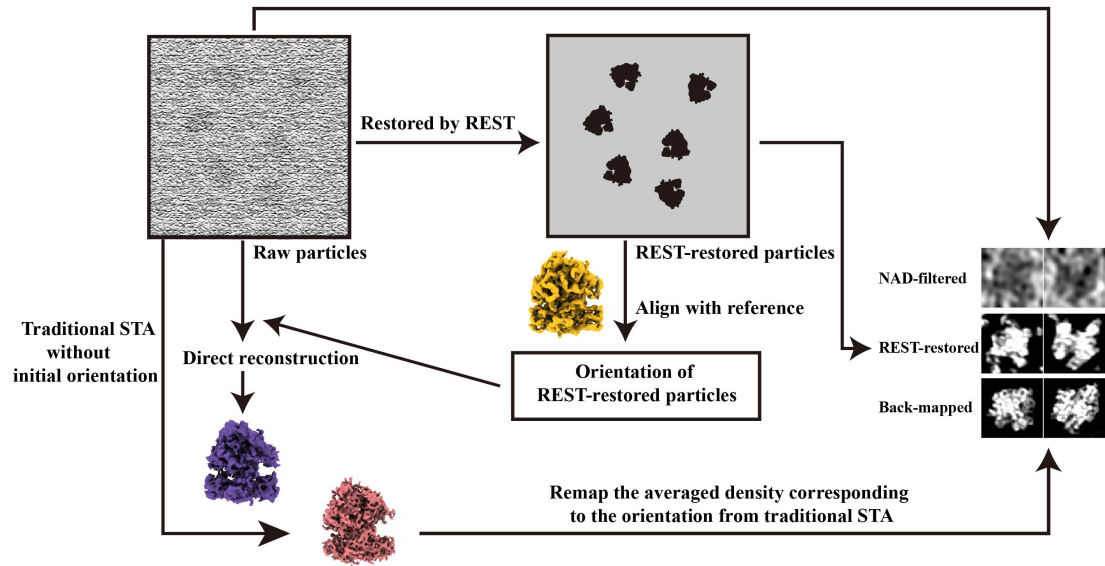 Restored by REST
Raw particles
REST-restored particles
NAD-filtered
Align with reference
Traditional STA
without
initial orientation
Direct reconstruction
REST-restored
Orientation of
REST-restored particles
Back-mapped
Remap the averaged density corresponding
to the orientation from traditional STA